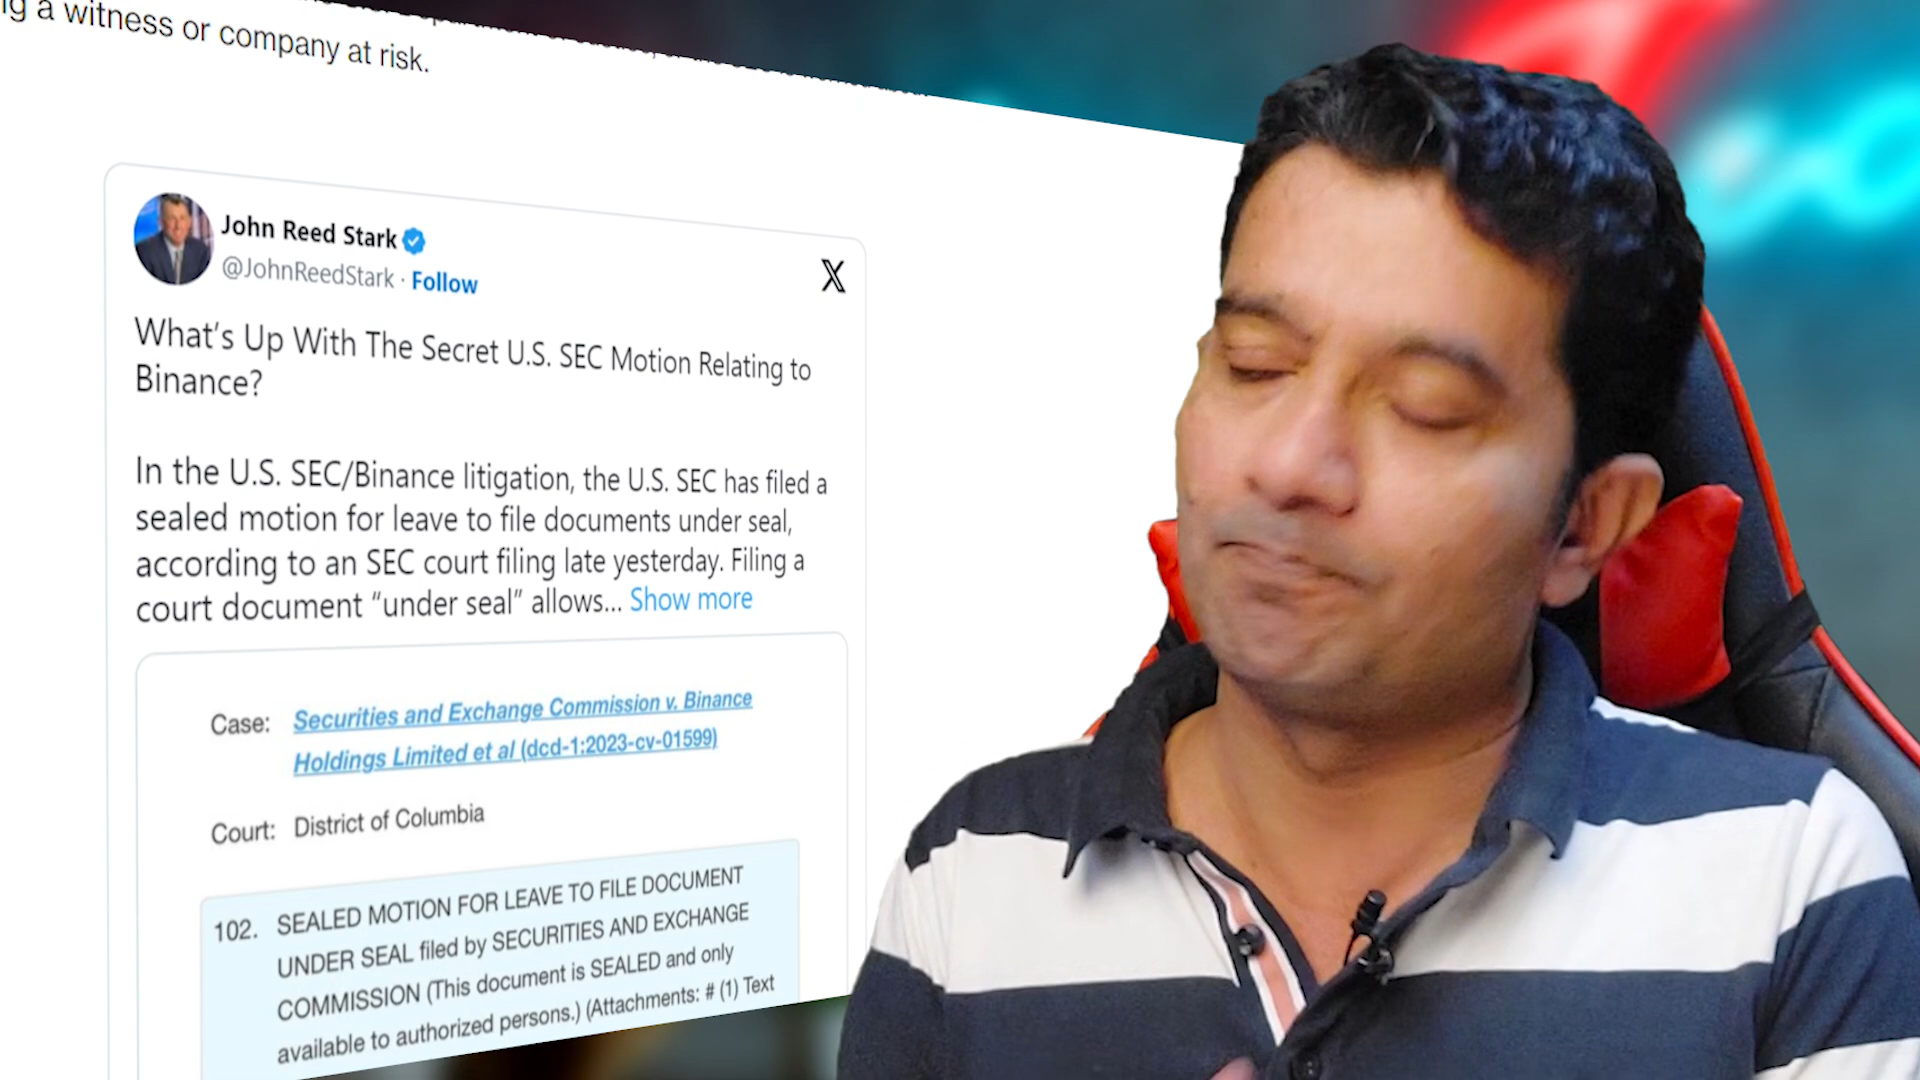 a witness or company at risk.
John Reed Stark
@JohnReedStark · Follow
What's Up With The Secret U.S. SEC Motion Relating to
Binance?
In the U.S. SEC/Binance litigation, the U.S. SEC has filed a
sealed motion for leave to file documents under seal,
according to an SEC court filing late yesterday. Filing a
court document “under seal” allows... Show more
Case: Securities and Exchange Commission v. Binance
Holdings Limited et al (dcd-1:2023-cv-01599)
Court: District of Columbia
102. SEALED MOTION FOR LEAVE TO FILE DOCUMENT
UNDER SEAL filed by SECURITIES AND EXCHANGE
COMMISSION (This document is SEALED and only
available to authorized persons.) (Attachments: # (1) Text